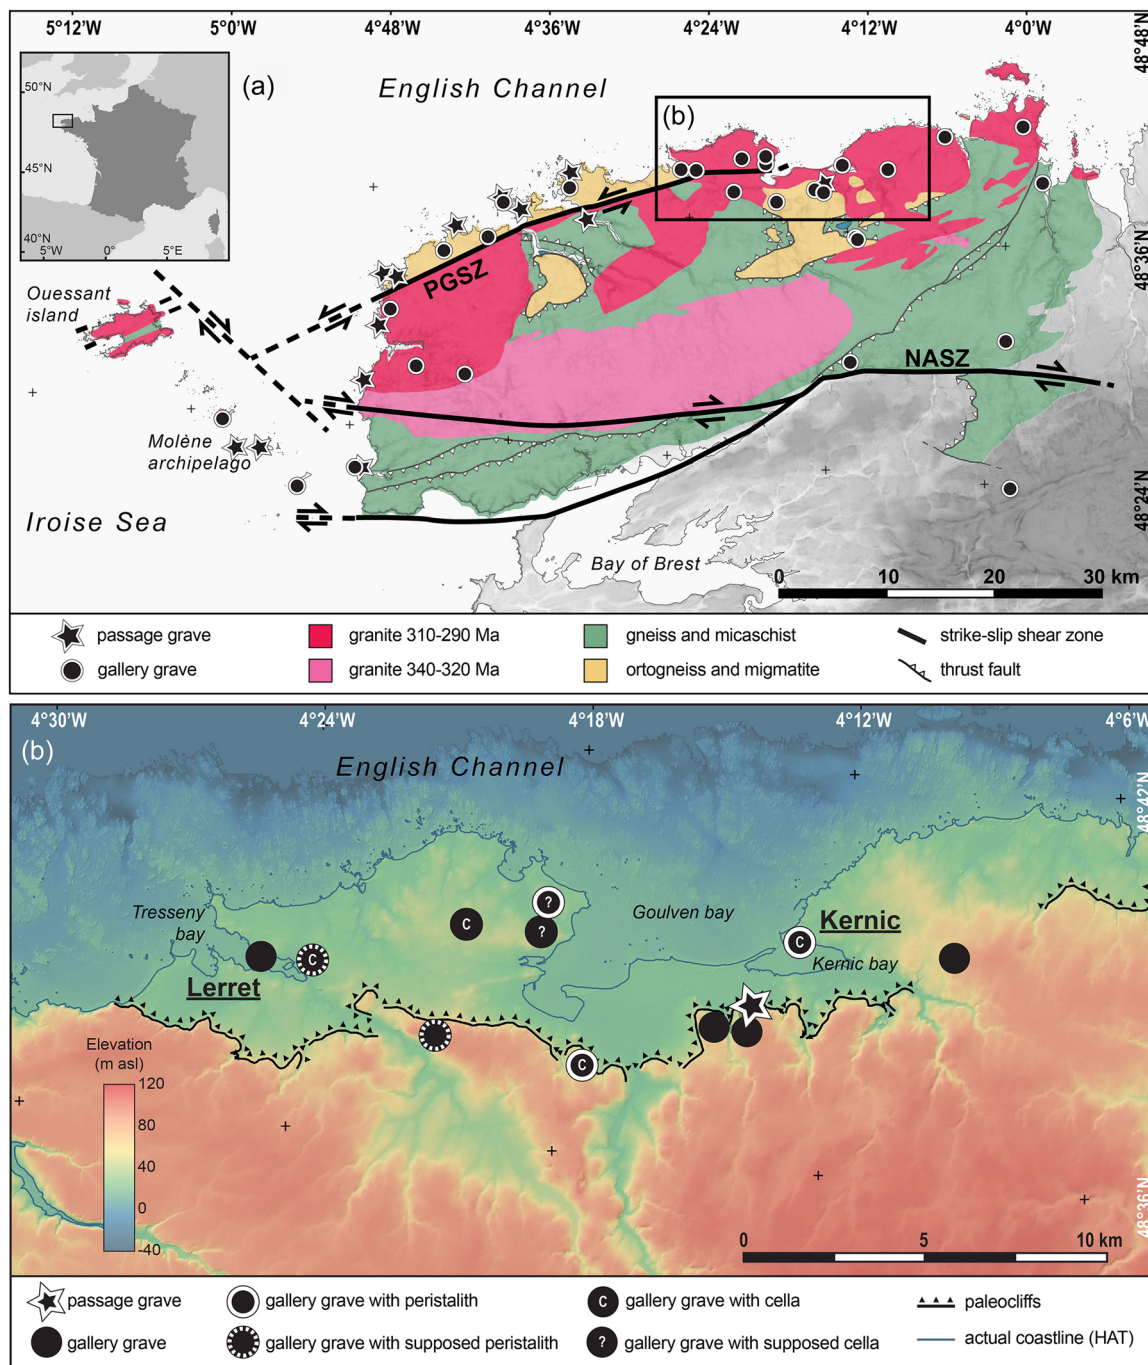 5°12'W 5°0'W 4°48'W 4°36'W 4°24'W 4°12'W 4°0'W
48°48'N
50°N
45°N
40°N
5°W 0° 5°E
(a)
English Channel
(b)
48°36'N
PGSZ
Ouessant
island
NASZ
Molène
archipelago
48°24'N
Iroise Sea
Bay of Brest
0 10 20 30 km
passage grave
granite 310-290 Ma
gneiss and micaschist
strike-slip shear zone
gallery grave
granite 340-320 Ma
ortogneiss and migmatite
thrust fault
4°30'W 4°24'W 4°18'W 4°12'W 4°6'W
(b)
English Channel
48°42'N
Tresseny
bay
C
?
?
Goulven bay
Kernic
C
Kernic bay
C
Lerret
C
Elevation
(m asl)
120
80
40
0
-40
48°36'N
0 5 10 km
passage grave
gallery grave with peristalith
C gallery grave with cella
paleocliffs
gallery grave
gallery grave with supposed peristalith
? gallery grave with supposed cella
actual coastline (HAT)